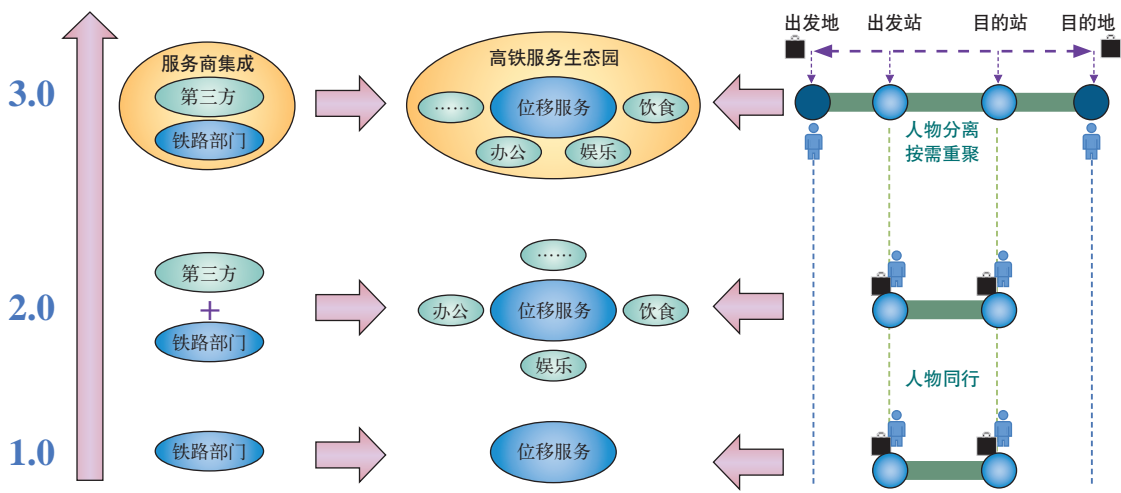 出发地
出发站
目的站
目的地
3.0
服务商集成
第三方
铁路部门
高铁服务生态园
……
位移服务
饮食
办公
娱乐
人物分离
按需重聚
2.0
第三方
+
铁路部门
……
办公
位移服务
饮食
娱乐
人物同行
1.0
铁路部门
位移服务